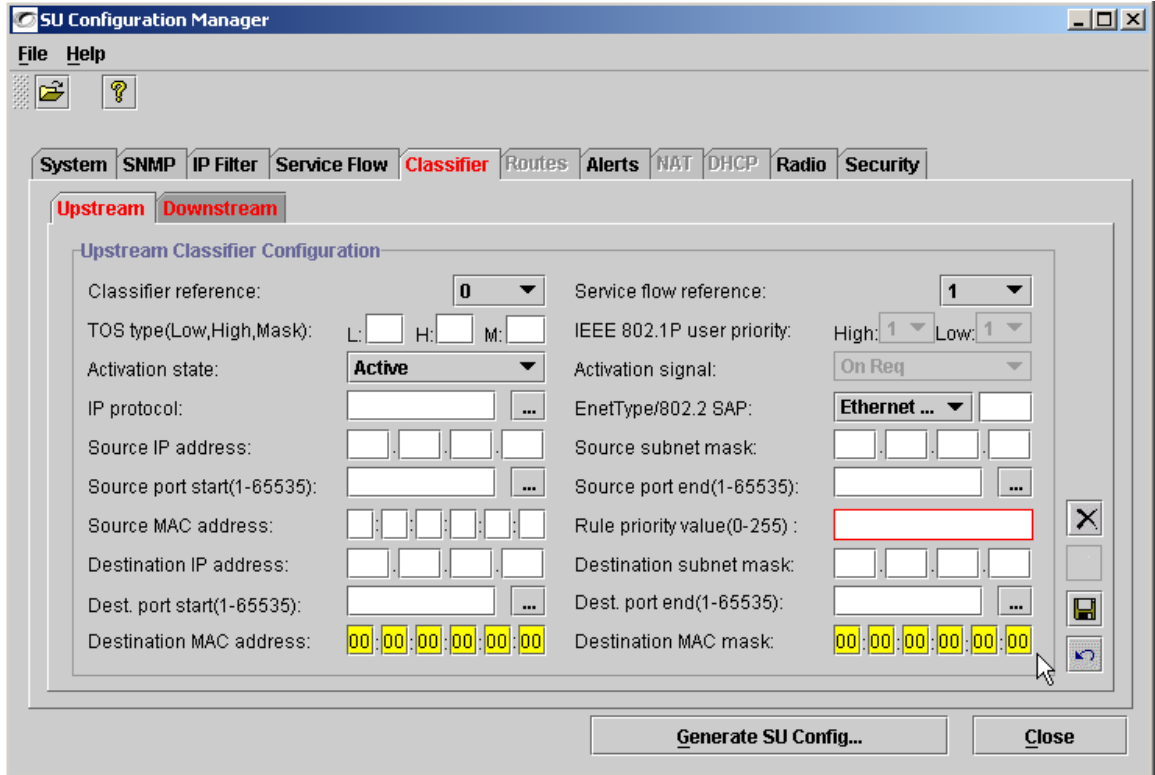 SU Configuration Manager
File Help
?
System SNMP IP Filter Service Flow Classifier Routes Alerts NAT DHCP Radio Security
Upstream Downstream
Upstream Classifier Configuration
Classifier reference: 0 Service flow reference: 1
TOS type(Low,High,Mask): L: H: M: IEEE 802.1P user priority: High: 1 Low: 1
Activation state: Active Activation signal: On Req
IP protocol: ... EnetType/802.2 SAP: Ethernet ...
Source IP address: . . . Source subnet mask: . . .
Source port start(1-65535): ... Source port end(1-65535): ...
Source MAC address: : : : : : Rule priority value(0-255) :
Destination IP address: . . . Destination subnet mask: . . .
Dest. port start(1-65535): ... Dest. port end(1-65535): ...
Destination MAC address: 00:00:00:00:00:00 Destination MAC mask: 00:00:00:00:00:00
Generate SU Config... Close